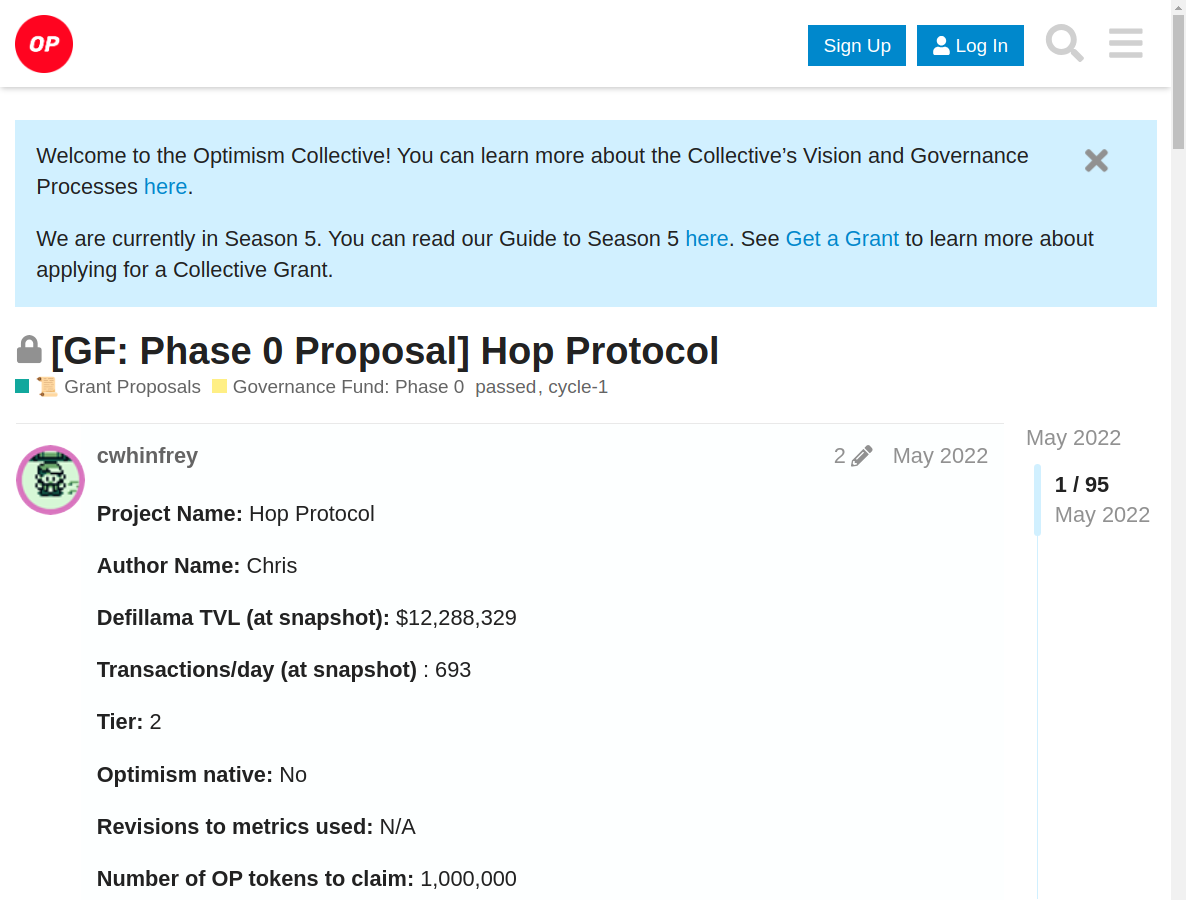 OP
Sign Up
Log In
Welcome to the Optimism Collective! You can learn more about the Collective’s Vision and Governance
Processes here.
We are currently in Season 5. You can read our Guide to Season 5 here. See Get a Grant to learn more about
applying for a Collective Grant.
[GF: Phase 0 Proposal] Hop Protocol
Grant Proposals Governance Fund: Phase 0 passed, cycle-1
cwhinfrey 2 May 2022
Project Name: Hop Protocol
Author Name: Chris
Defillama TVL (at snapshot): $12,288,329
Transactions/day (at snapshot) : 693
Tier: 2
Optimism native: No
Revisions to metrics used: N/A
Number of OP tokens to claim: 1,000,000
May 2022
1 / 95
May 2022